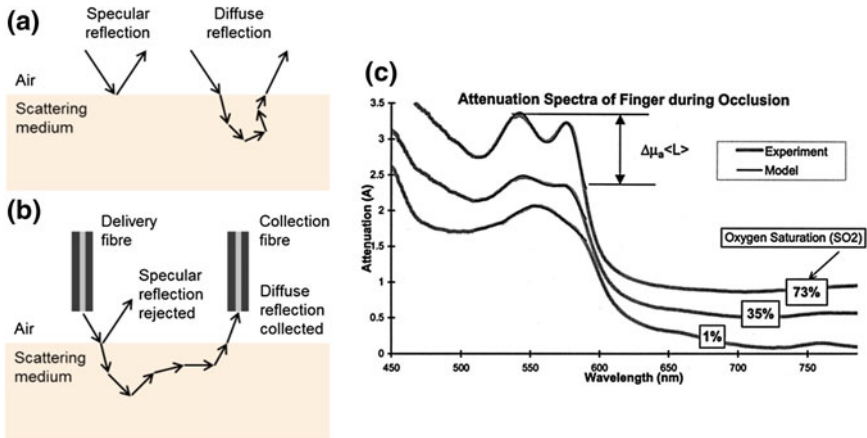 (a)
Specular
reflection
Diffuse
reflection
Air
Scattering
medium
(b)
Delivery
fibre
Collection
fibre
Specular
reflection
rejected
Diffuse
reflection
collected
Air
Scattering
medium
(c)
Attenuation Spectra of Finger during Occlusion
Attenuation (A)
3.5
3
2.5
2
1.5
1
0.5
0
Δμa<L>
Experiment
Model
Oxygen Saturation (SO2)
73%
35%
1%
450 500 550 600 650 700 750
Wavelength (nm)